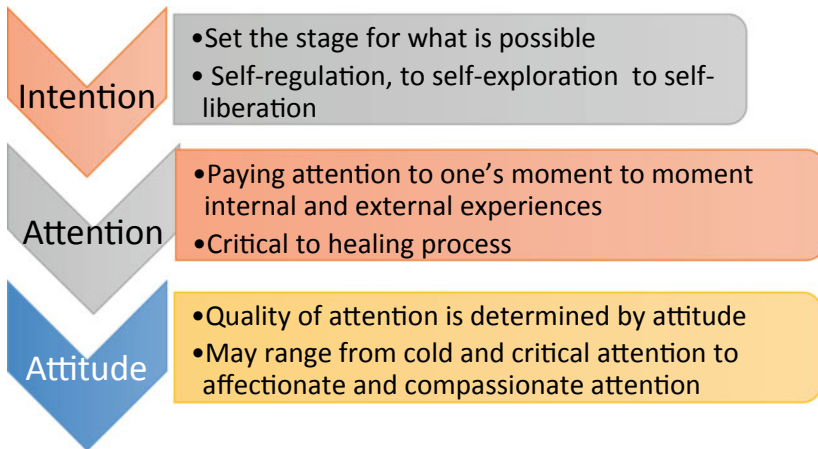 Intention
•Set the stage for what is possible
• Self-regulation, to self-exploration to self-
liberation
Attention
•Paying attention to one’s moment to moment
internal and external experiences
•Critical to healing process
Attitude
•Quality of attention is determined by attitude
•May range from cold and critical attention to
affectionate and compassionate attention